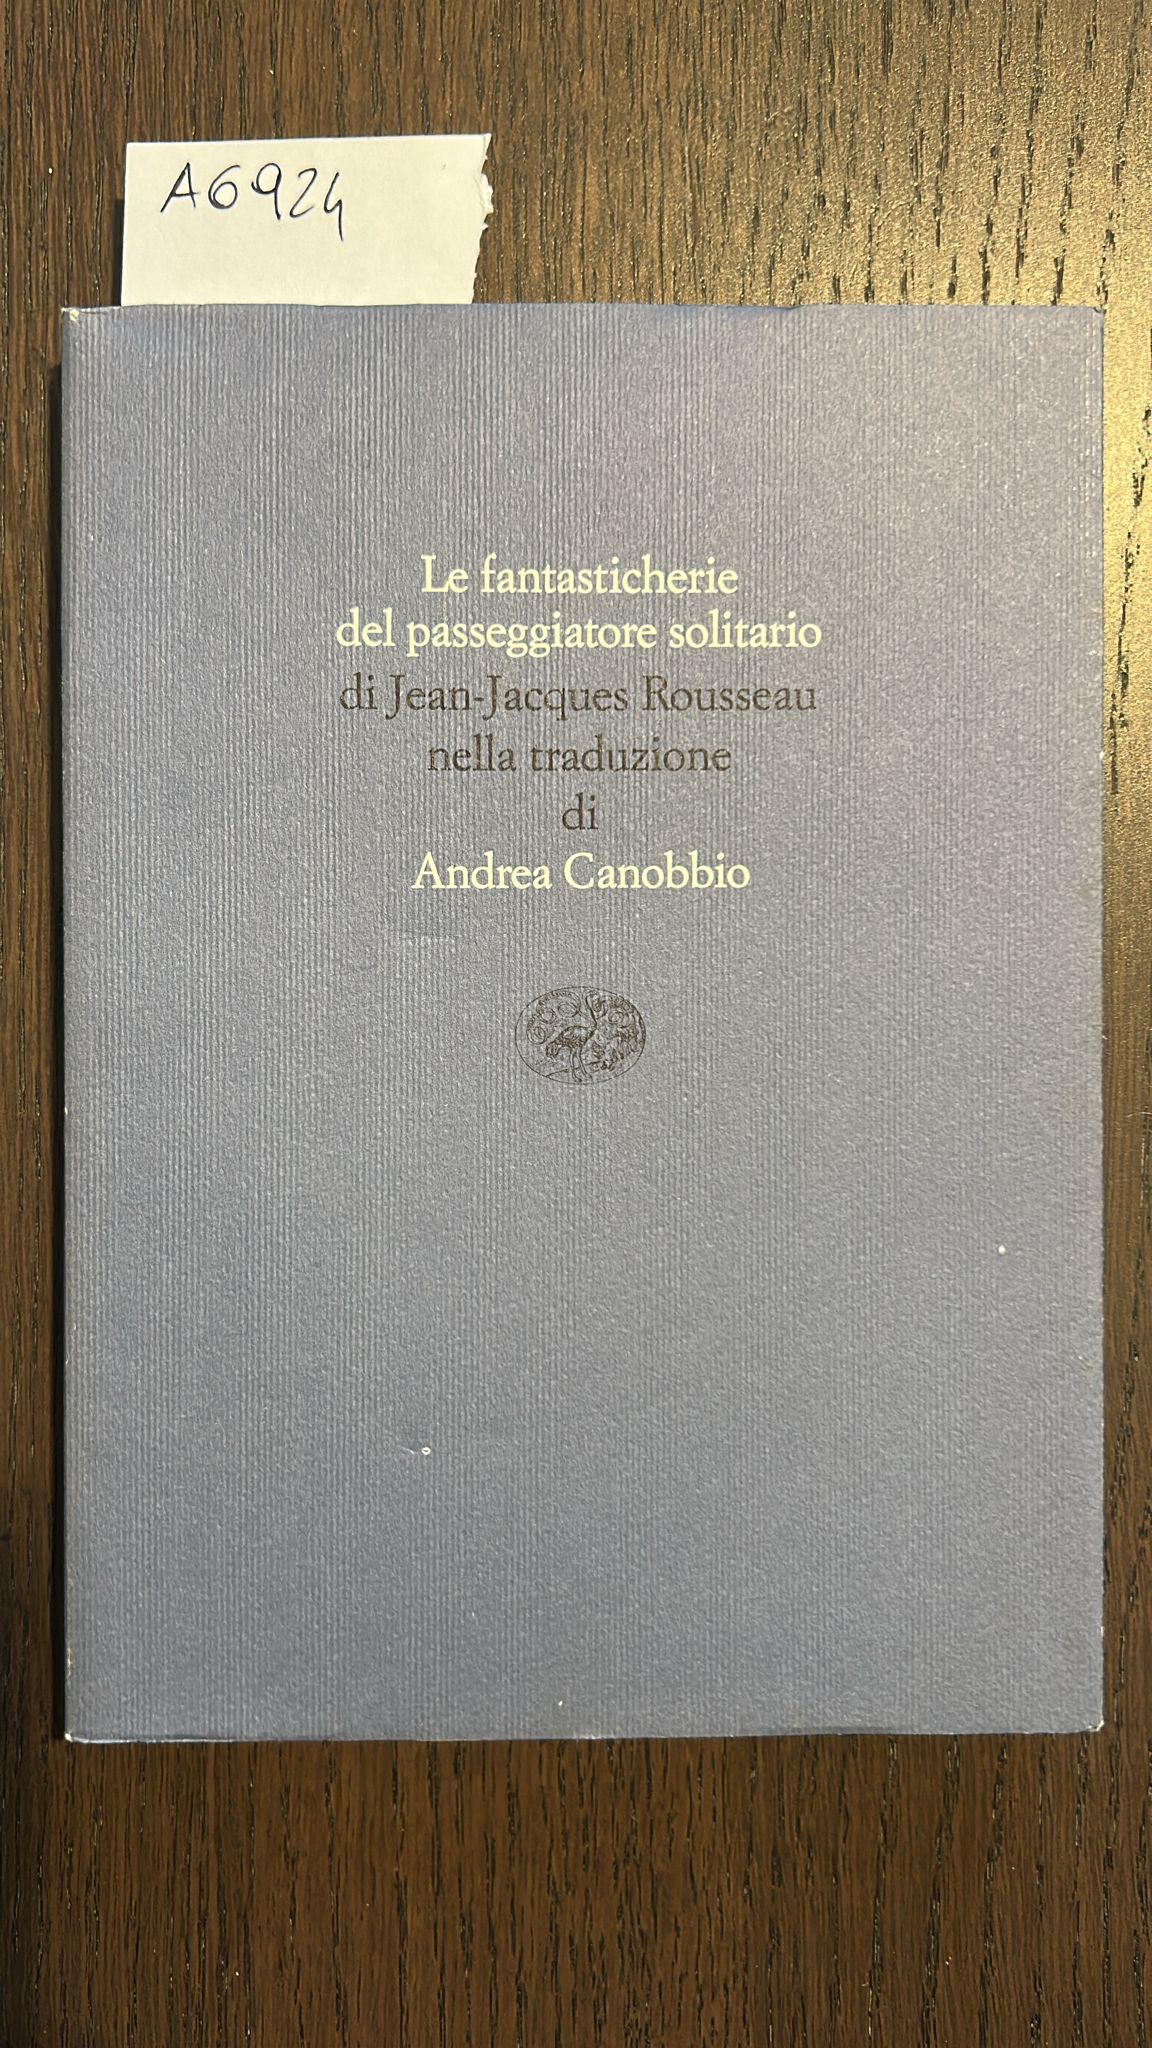 A6924
Le fantasticherie
del passeggiatore solitario
di Jean-Jacques Rousseau
nella traduzione
di
Andrea Canobbio